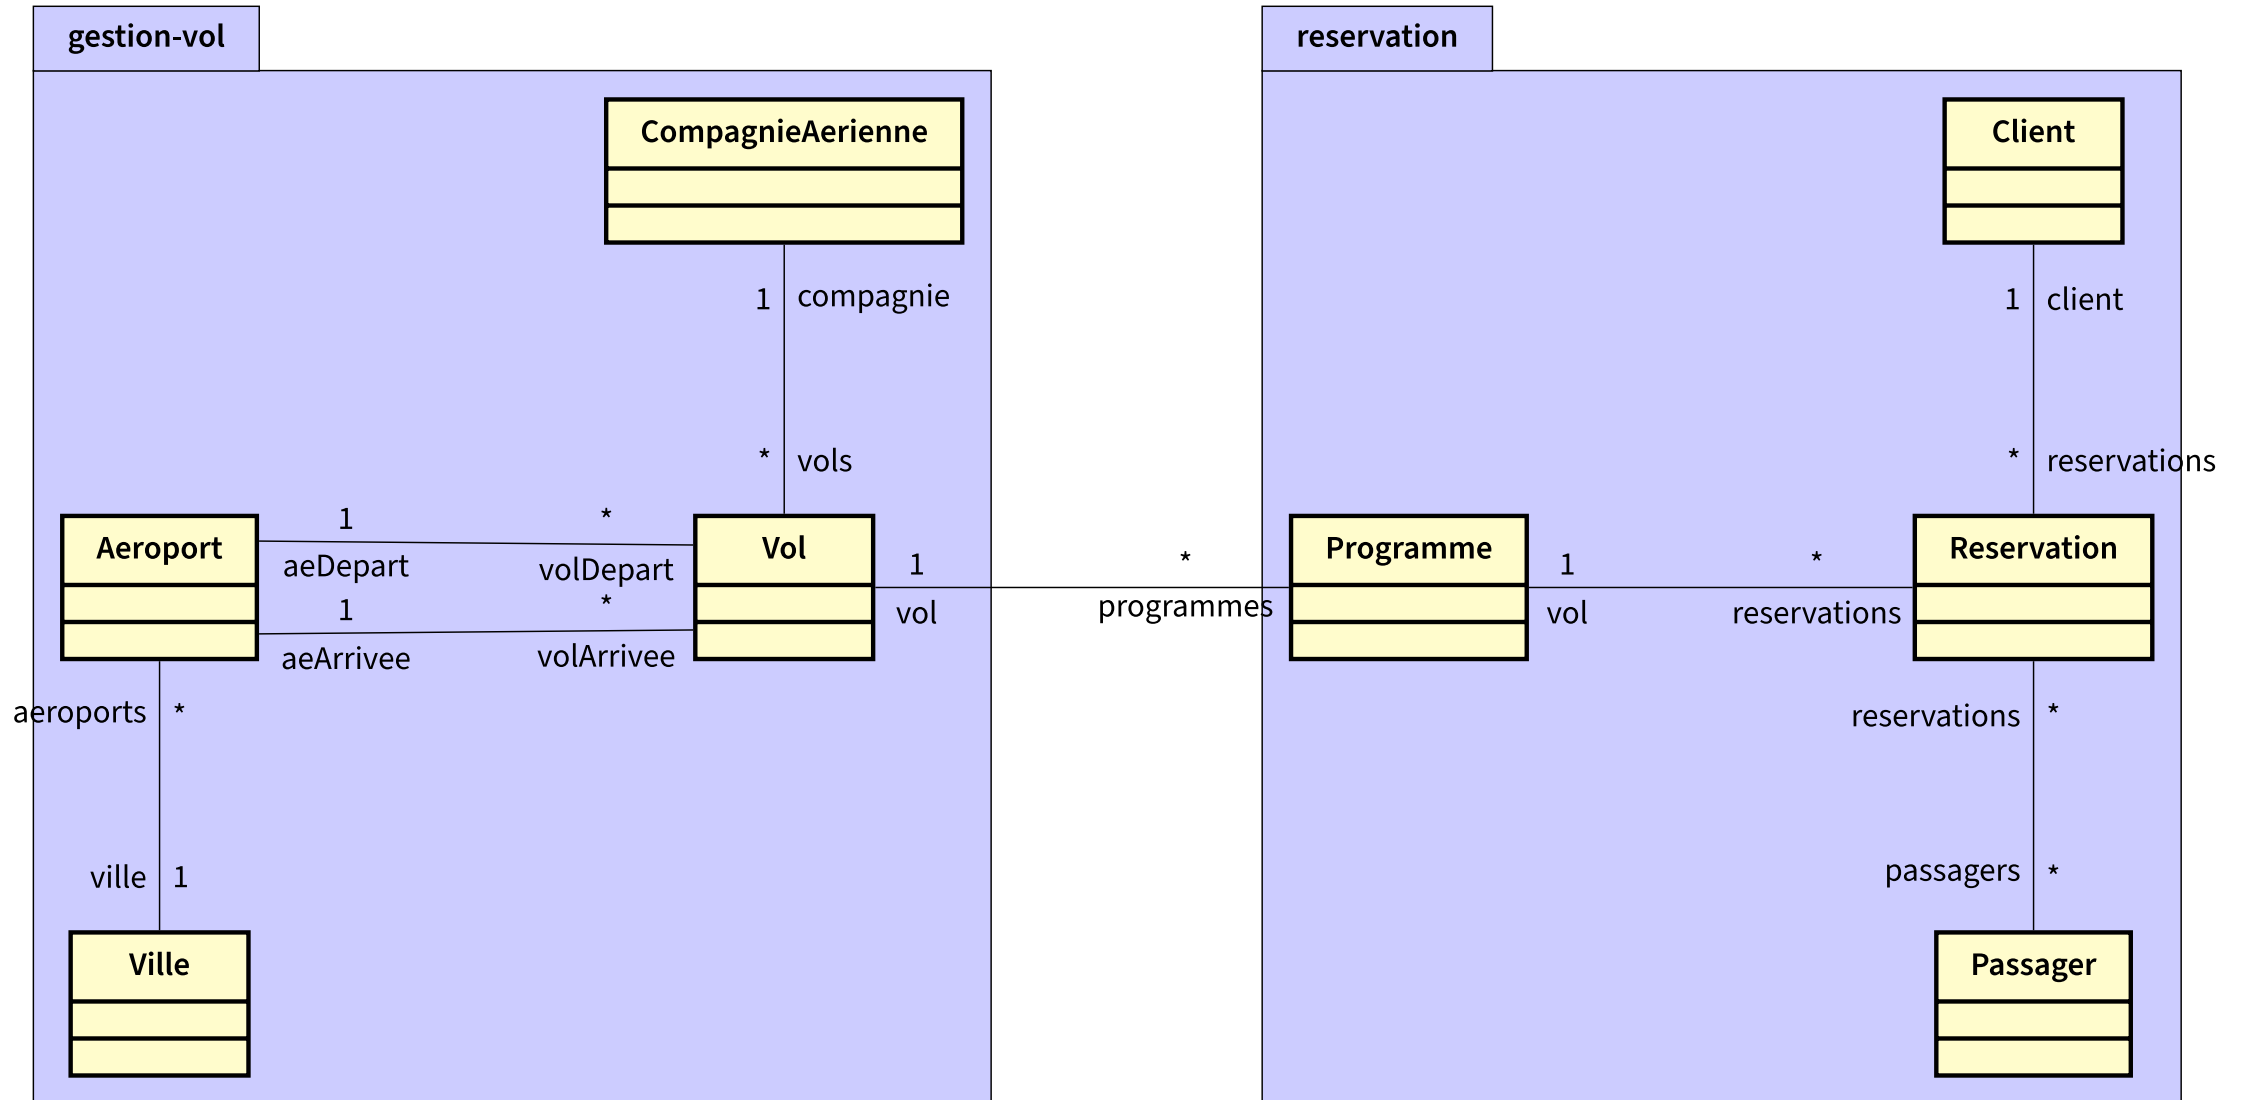 gestion-vol
CompagnieAerienne
1 compagnie
* vols
Aeroport
1 *
aeDepart volDepart
1 *
aeArrivee volArrivee
Vol
1 *
vol programmes
aeroports *
ville 1
Ville
reservation
Client
1 client
* reservations
Programme
1 *
vol reservations
Reservation
reservations *
passagers *
Passager